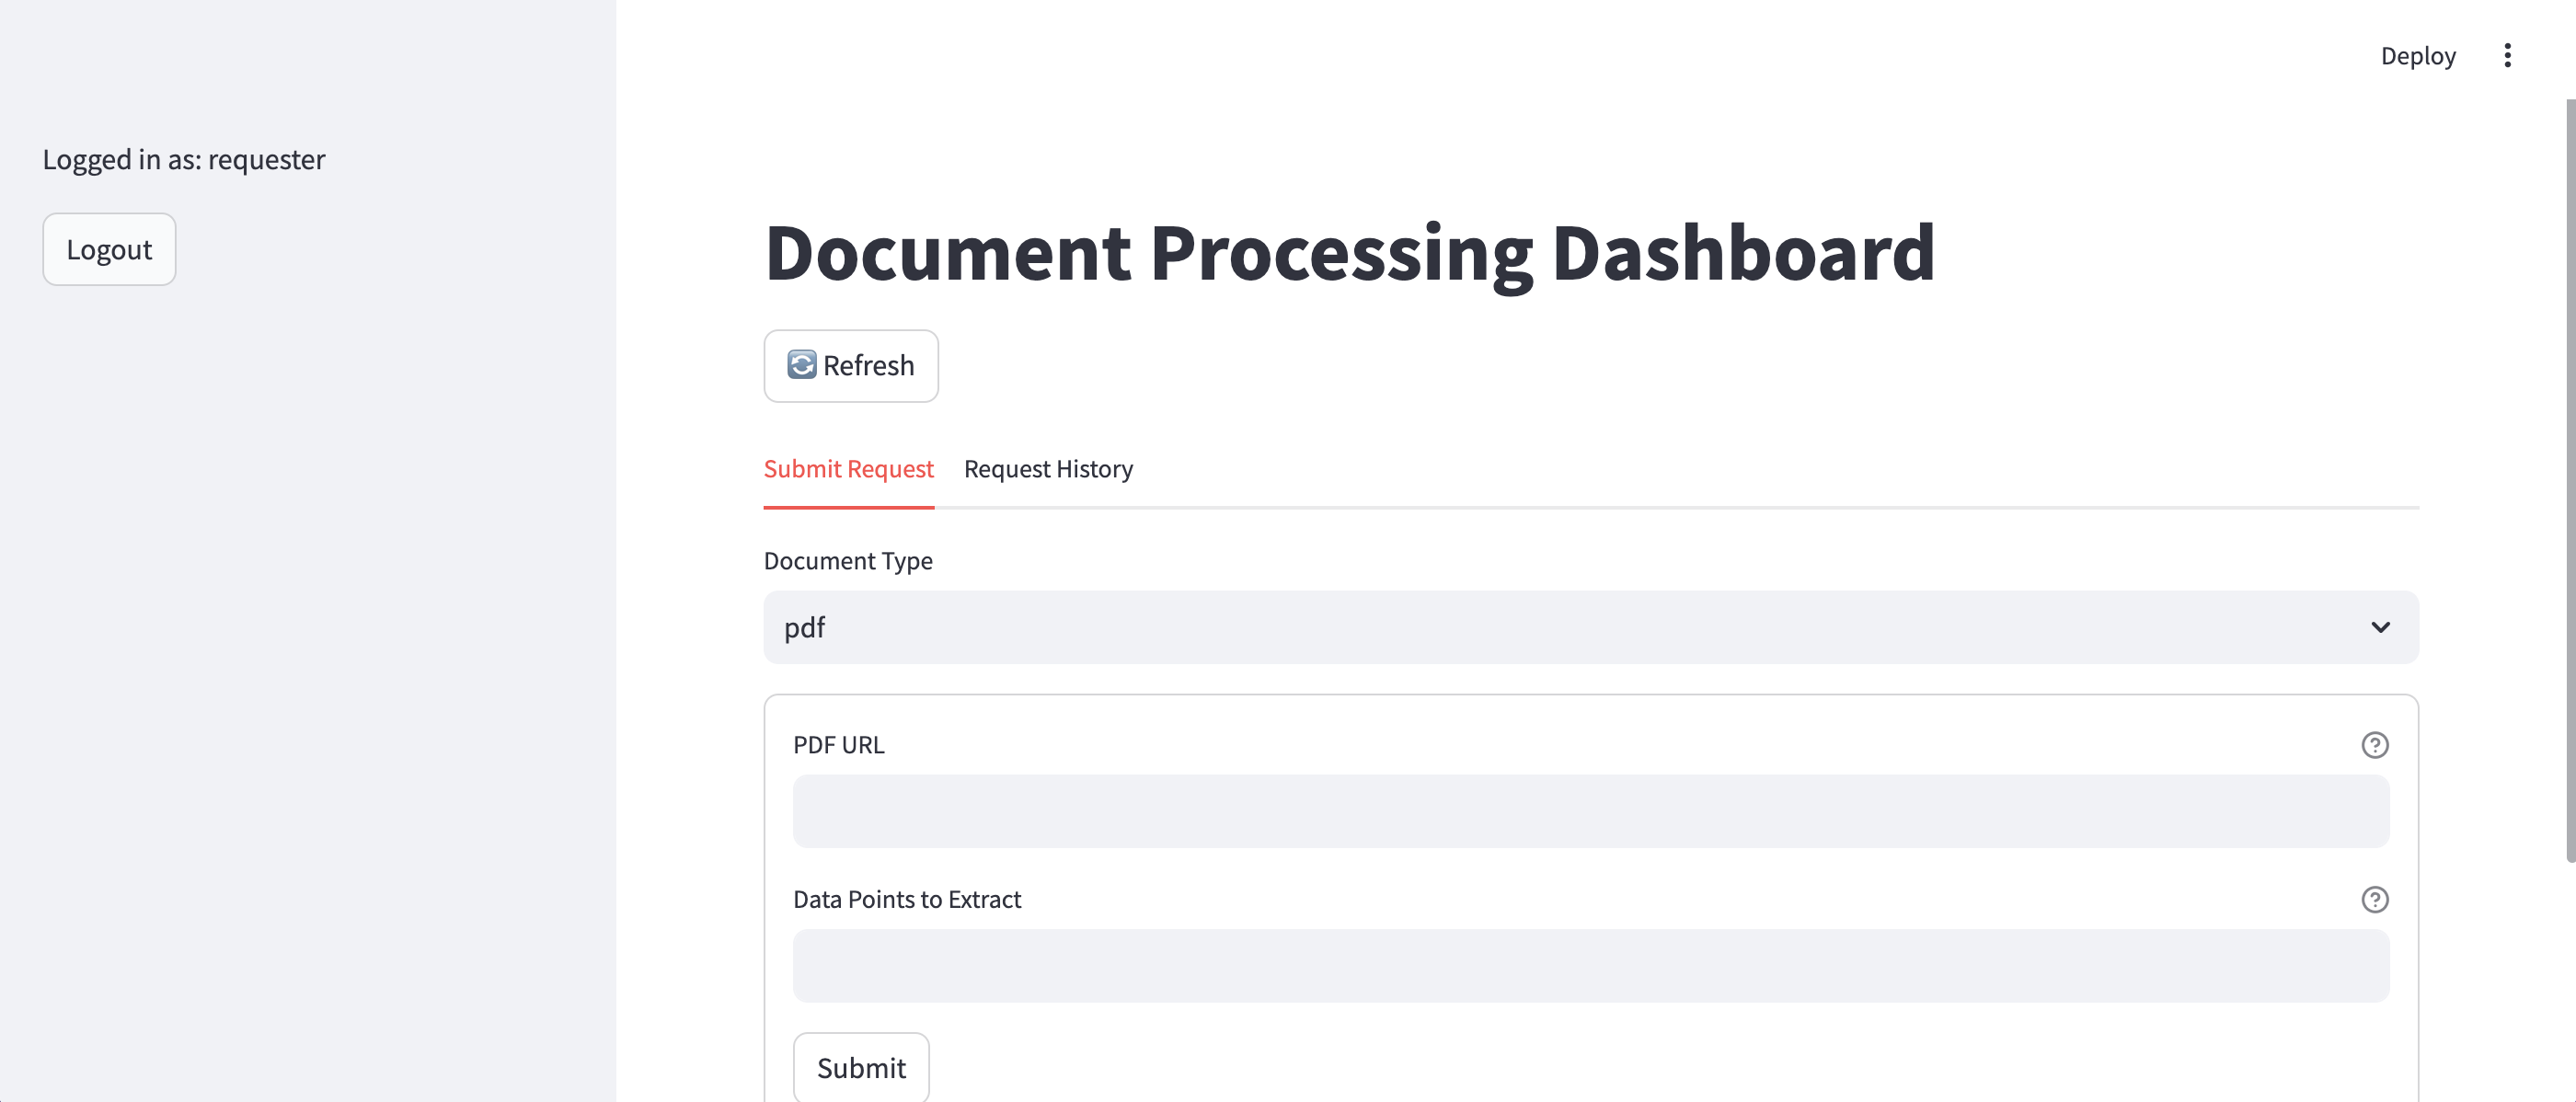 Deploy
Logged in as: requester
Logout
Document Processing Dashboard
Refresh
Submit Request
Request History
Document Type
pdf
PDF URL
Data Points to Extract
Submit